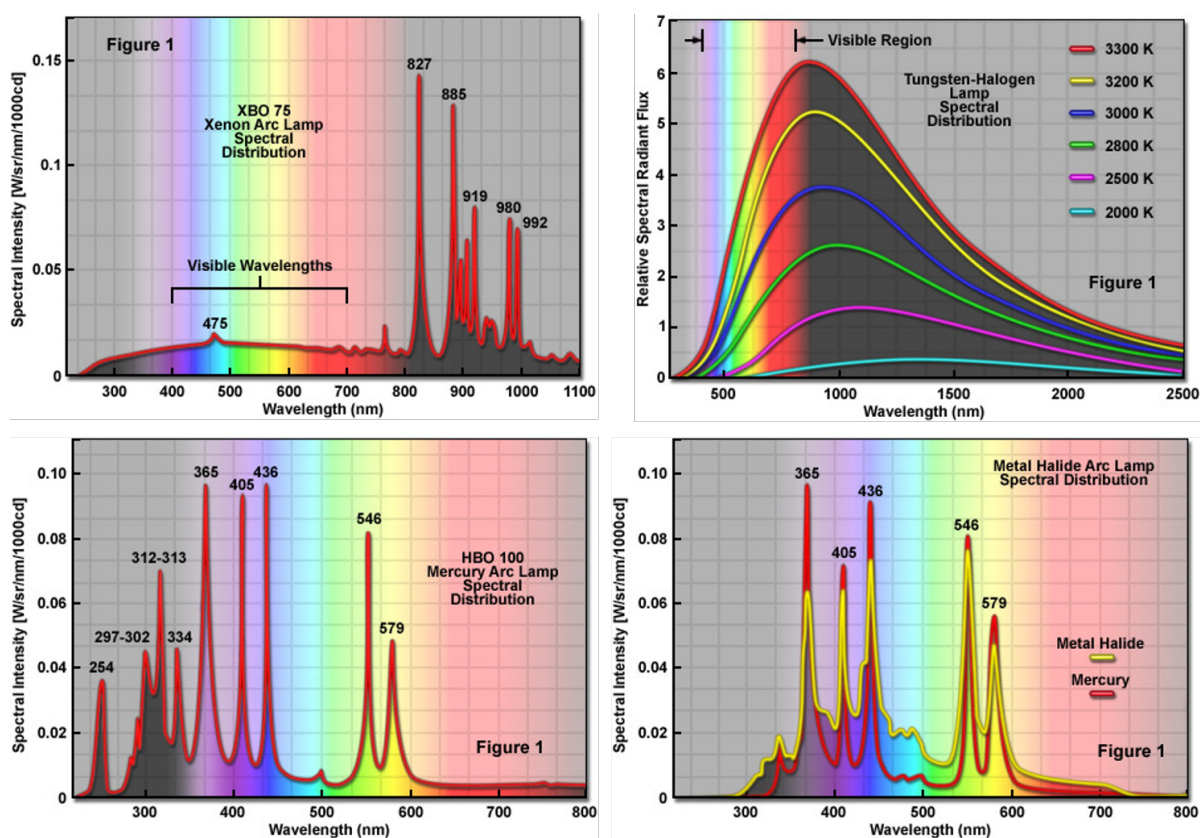 Figure 1
XBO 75
Xenon Arc Lamp
Spectral
Distribution
Visible Wavelengths
475
827
885
919
980
992
0.15
0.1
0.05
0
Spectral Intensity [W/sr/nm/1000cd]
300 400 500 600 700 800 900 1000 1100
Wavelength (nm)
Visible Region
Tungsten-Halogen
Lamp
Spectral
Distribution
3300 K
3200 K
3000 K
2800 K
2500 K
2000 K
Figure 1
7
6
5
4
3
2
1
0
Relative Spectral Radiant Flux
500 1000 1500 2000 2500
Wavelength (nm)
254
297-302
312-313
334
365
405
436
546
579
HBO 100
Mercury Arc Lamp
Spectral
Distribution
Figure 1
0.10
0.08
0.06
0.04
0.02
0
Spectral Intensity [W/sr/nm/1000cd]
300 400 500 600 700 800
Wavelength (nm)
Metal Halide Arc Lamp
Spectral Distribution
365
405
436
546
579
Metal Halide
Mercury
Figure 1
0.10
0.08
0.06
0.04
0.02
0
Spectral Intensity [W/sr/nm/1000cd]
300 400 500 600 700 800
Wavelength (nm)